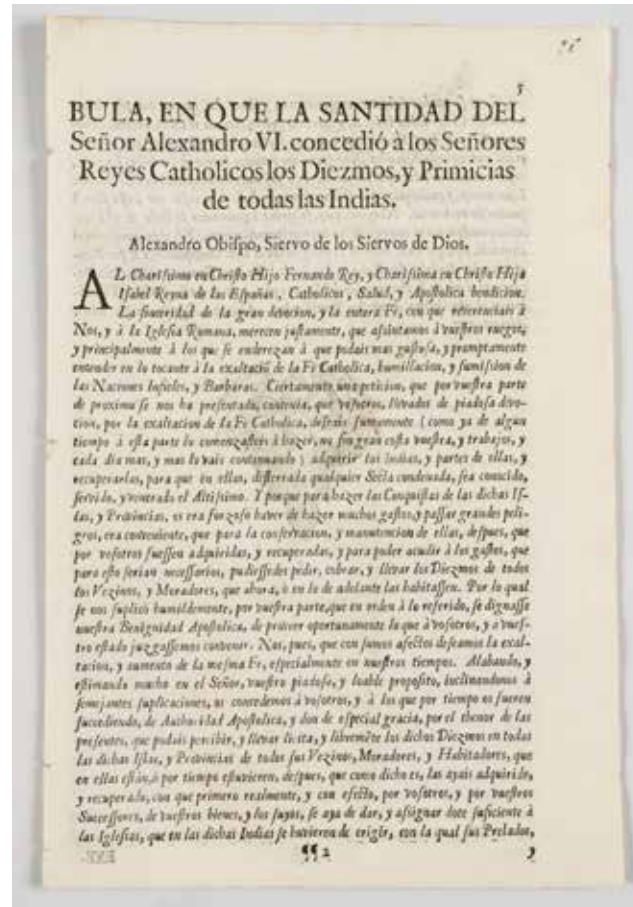 5
BULA, EN QUE LA SANTIDAD DEL
Señor Alexandro VI. concedió à los Señores
Reyes Catholicos los Diezmos, y Primicias
de todas las Indias.
Alexandro Obiſpo, Siervo de los Siervos de Dios.
AL Chariſsimo en Chriſto Hijo Fernando Rey, y Chariſsima en Chriſto Hija
Iſabel Reyna de las Eſpañas, Catholicos, Salud, y Apoſtolica bendicion.
La ſinceridad de la gran devocion, y la entera Fè, con que reverenciais à
Nos, y à la Igleſia Romana, merecen juſtamente, que aſsintamos à vueſtros ruegos,
y principalmente à los que ſe enderezan à que podais mas guſtoſa, y promptamente
entender en lo tocante à la exaltaciõ de la Fè Catholica, humillacion, y ſumiſsion de
las Naciones Infieles, y Barbaras. Ciertamente una peticion, que por vueſtra parte
de proximo ſe nos ha preſentado, contenia, que voſotros, llevados de piadoſa devo-
cion, por la exaltacion de la Fè Catholica, deſeais ſumamente (como ya de algun
tiempo à eſta parte lo comenzaſteis à hazer, no ſin gran coſta vueſtra, y trabajos, y
cada dia mas, y mas lo vais continuando) adquirir las Indias, y partes de ellas, y
recuperarlas, para que en ellas, deſterrada qualquier Secta condenada, ſea conocido,
ſervido, y venerado el Altiſsimo. Y porque para hazer las Conquiſtas de las dichas Iſ-
las, y Provincias, os era forzoſo haver de hazer muchos gaſtos, y paſſar grandes peli-
gros, era conveniente, que para la conſervacion, y manutencion de ellas, deſpues, que
por voſotros fueſſen adquiridas, y recuperadas, y para poder acudir à los gaſtos, que
para eſto ſerian neceſſarios, pudieſſedes pedir, cobrar, y llevar los Diezmos de todos
los Vezinos, y Moradores, que ahora, ò en lo de adelante las habitaſſen. Por lo qual
ſe nos ſuplicò humildemente, por vueſtra parte, que en orden à lo referido, ſe dignaſſe
nueſtra Benignidad Apoſtolica, de proveer oportunamente lo que à voſotros, y a vueſ-
tro eſtado juzgaſſemos convenir. Nos, pues, que con ſumos afectos deſeamos la exal-
tacion, y aumento de la meſma Fè, eſpecialmente en nueſtros tiempos. Alabando, y
eſtimando mucho en el Señor, vueſtro piadoſo, y loable propoſito, inclinandonos à
ſemejantes ſuplicaciones, os concedemos à voſotros, y à los que por tiempo os fueren
ſuccediendo, de Authoridad Apoſtolica, y don de eſpecial gracia, por el thenor de las
preſentes, que podais percibir, y llevar licita, y libremẽte los dichos Diezmos en todas
las dichas Iſlas, y Provincias de todos ſus Vezinos, Moradores, y Habitadores, que
en ellas eſtàn, ò por tiempo eſtuvieren, deſpues, que como dicho es, las ayais adquirido,
y recuperado, con que primero realmente, y con efecto, por voſotros, y por vueſtros
Suceſſores, de vueſtros bienes, y los ſuyos, ſe aya de dar, y aſsignar dote ſuficiente à
las Igleſias, que en las dichas Indias ſe huvieren de erigir, con la qual ſus Prelados,
¶¶ 2
y